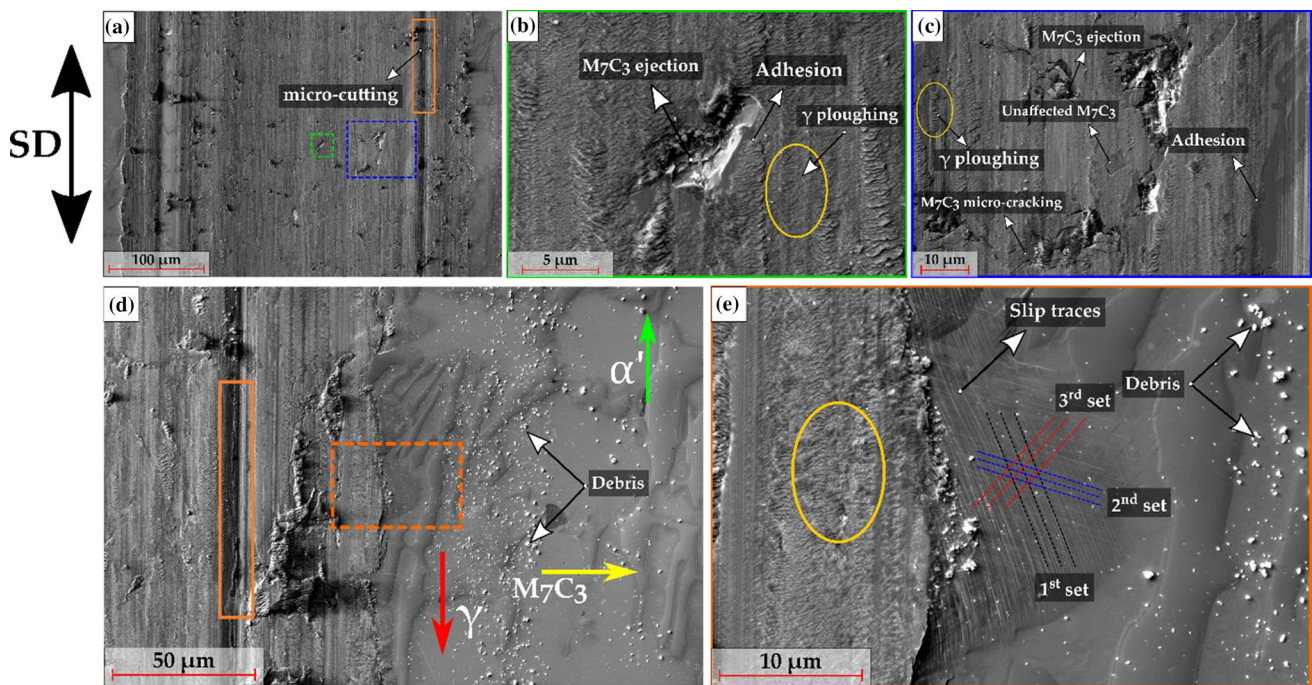 SD
(a)
micro-cutting
100 μm
(b)
M7C3 ejection
Adhesion
γ ploughing
5 μm
(c)
M7C3 ejection
Unaffected M7C3
Adhesion
γ ploughing
M7C3 micro-cracking
10 μm
(d)
α'
Debris
M7C3
γ
50 μm
(e)
Slip traces
Debris
3rd set
2nd set
1st set
10 μm